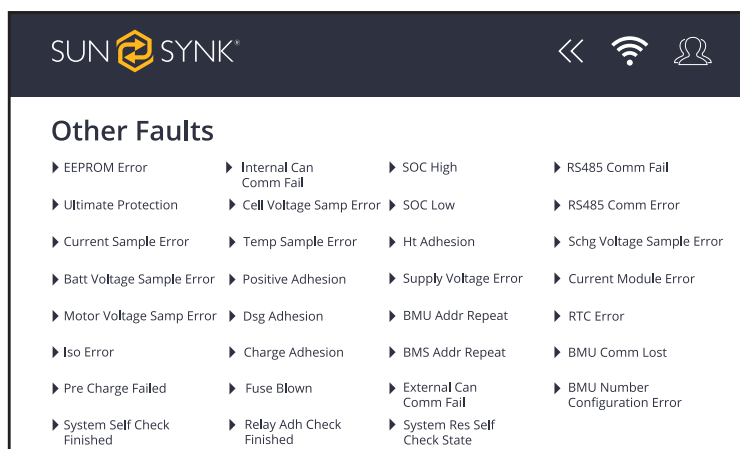 SUN SYNK®
Other Faults
EEPROM Error
Internal Can
Comm Fail
SOC High
RS485 Comm Fail
Ultimate Protection
Cell Voltage Samp Error
SOC Low
RS485 Comm Error
Current Sample Error
Temp Sample Error
Ht Adhesion
Schg Voltage Sample Error
Batt Voltage Sample Error
Positive Adhesion
Supply Voltage Error
Current Module Error
Motor Voltage Samp Error
Dsg Adhesion
BMU Addr Repeat
RTC Error
Iso Error
Charge Adhesion
BMS Addr Repeat
BMU Comm Lost
Pre Charge Failed
Fuse Blown
External Can
Comm Fail
BMU Number
Configuration Error
System Self Check
Finished
Relay Adh Check
Finished
System Res Self
Check State